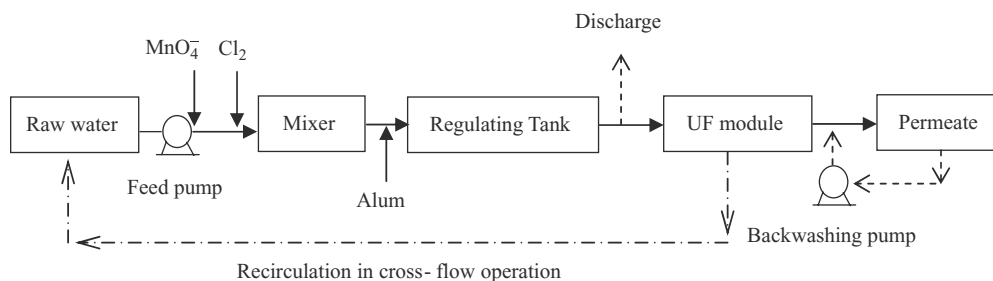 Discharge
MnO₄⁻ Cl₂
Raw water
Mixer
Regulating Tank
UF module
Permeate
Feed pump
Alum
Backwashing pump
Recirculation in cross- flow operation